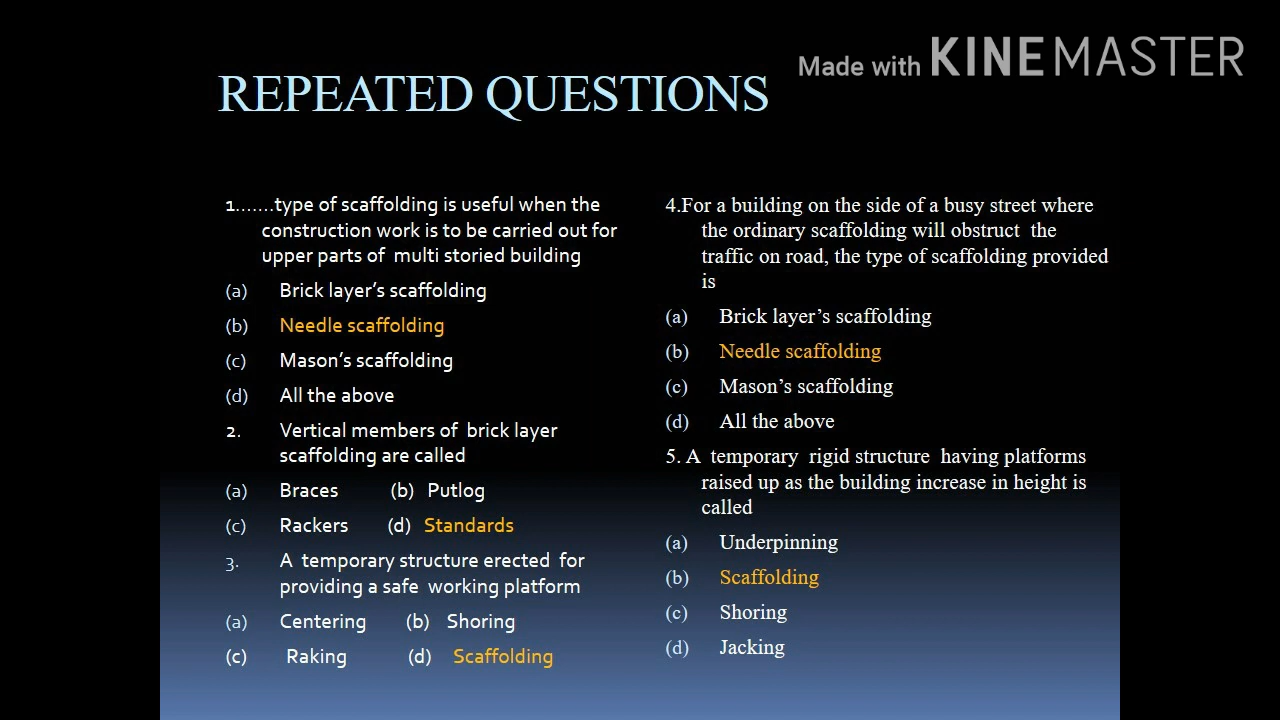 Made with KINEMASTER
REPEATED QUESTIONS
1.......type of scaffolding is useful when the
construction work is to be carried out for
upper parts of multi storied building
(a) Brick layer's scaffolding
(b) Needle scaffolding
(c) Mason's scaffolding
(d) All the above
2. Vertical members of brick layer
scaffolding are called
(a) Braces (b) Putlog
(c) Rackers (d) Standards
3. A temporary structure erected for
providing a safe working platform
(a) Centering (b) Shoring
(c) Raking (d) Scaffolding
4.For a building on the side of a busy street where
the ordinary scaffolding will obstruct the
traffic on road, the type of scaffolding provided
is
(a) Brick layer's scaffolding
(b) Needle scaffolding
(c) Mason's scaffolding
(d) All the above
5. A temporary rigid structure having platforms
raised up as the building increase in height is
called
(a) Underpinning
(b) Scaffolding
(c) Shoring
(d) Jacking